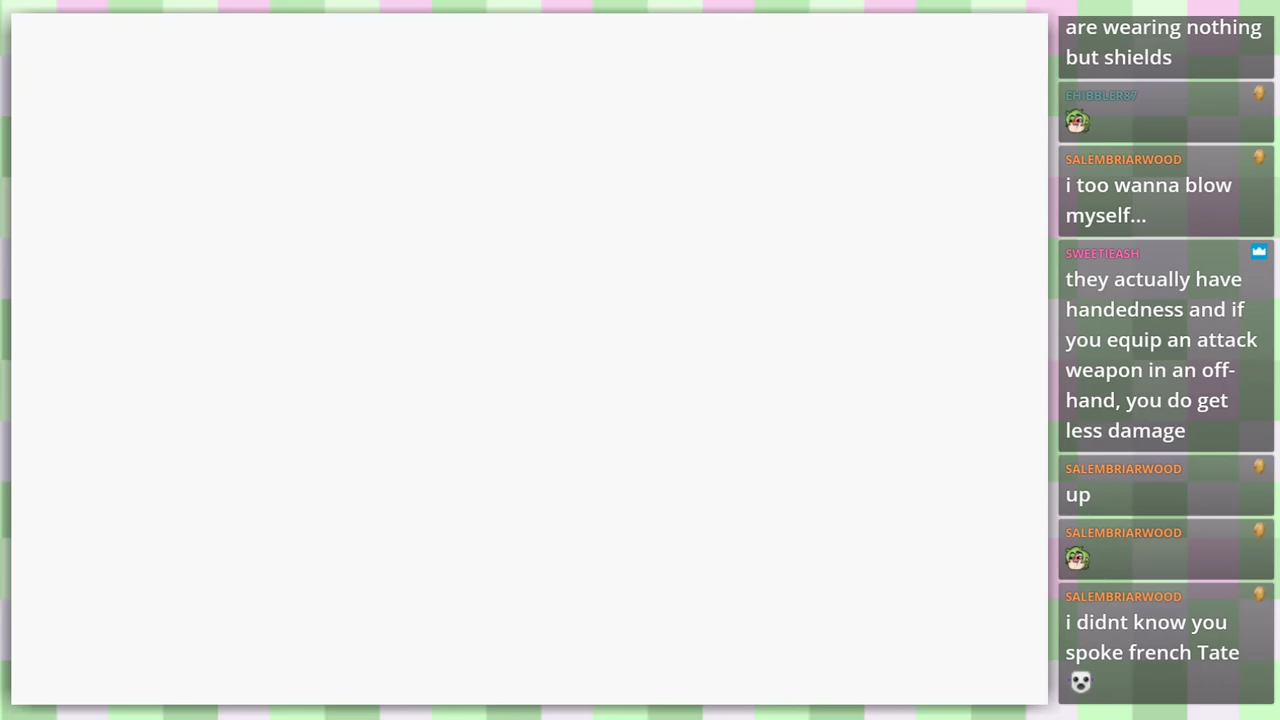 are wearing nothing
but shields
EHIBBLER87
SALEMBRIARWOOD
i too wanna blow
myself...
SWEETIEASH
they actually have
handedness and if
you equip an attack
weapon in an off-
hand, you do get
less damage
SALEMBRIARWOOD
up
SALEMBRIARWOOD
SALEMBRIARWOOD
i didnt know you
spoke french Tate